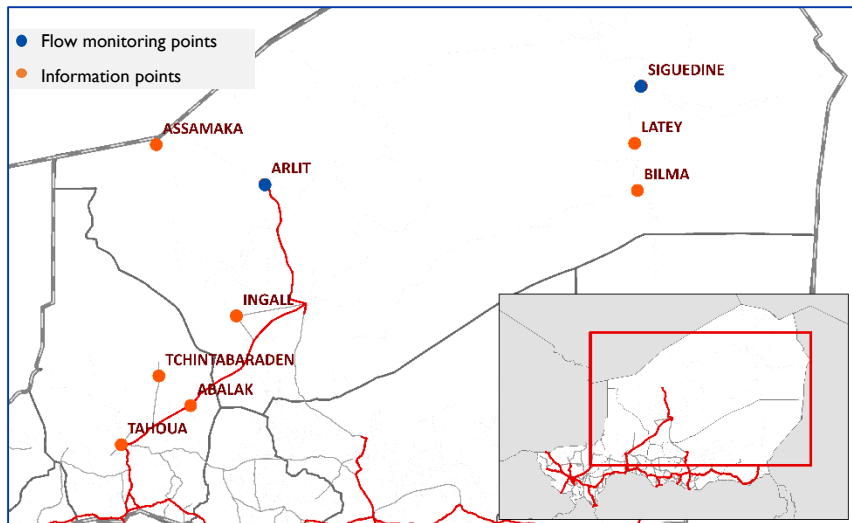 Flow monitoring points
Information points
SIGUEDINE
ASSAMAKA
LATEY
ARLIT
BILMA
INGALL
TCHINTABARADEN
ABALAK
TAHOUA